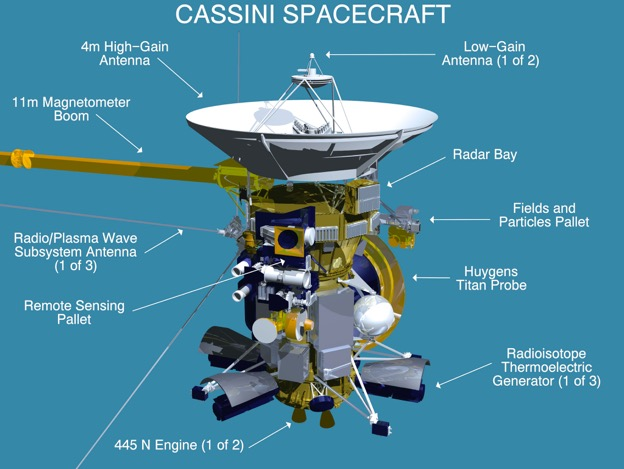 CASSINI SPACECRAFT
4m High-Gain
Antenna
Low-Gain
Antenna (1 of 2)
11m Magnetometer
Boom
Radar Bay
Fields and
Particles Pallet
Radio/Plasma Wave
Subsystem Antenna
(1 of 3)
Huygens
Titan Probe
Remote Sensing
Pallet
Radioisotope
Thermoelectric
Generator (1 of 3)
445 N Engine (1 of 2)